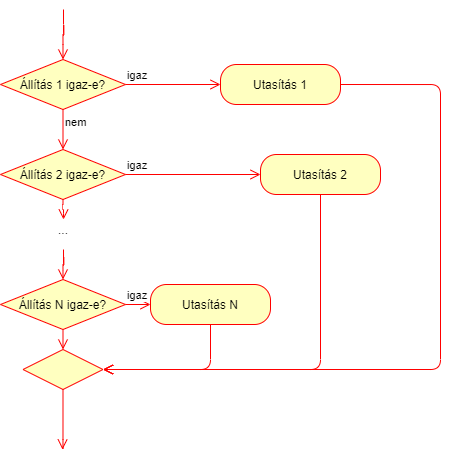 igaz
Állítás 1 igaz-e?
Utasítás 1
nem
igaz
Állítás 2 igaz-e?
Utasítás 2
...
igaz
Állítás N igaz-e?
Utasítás N